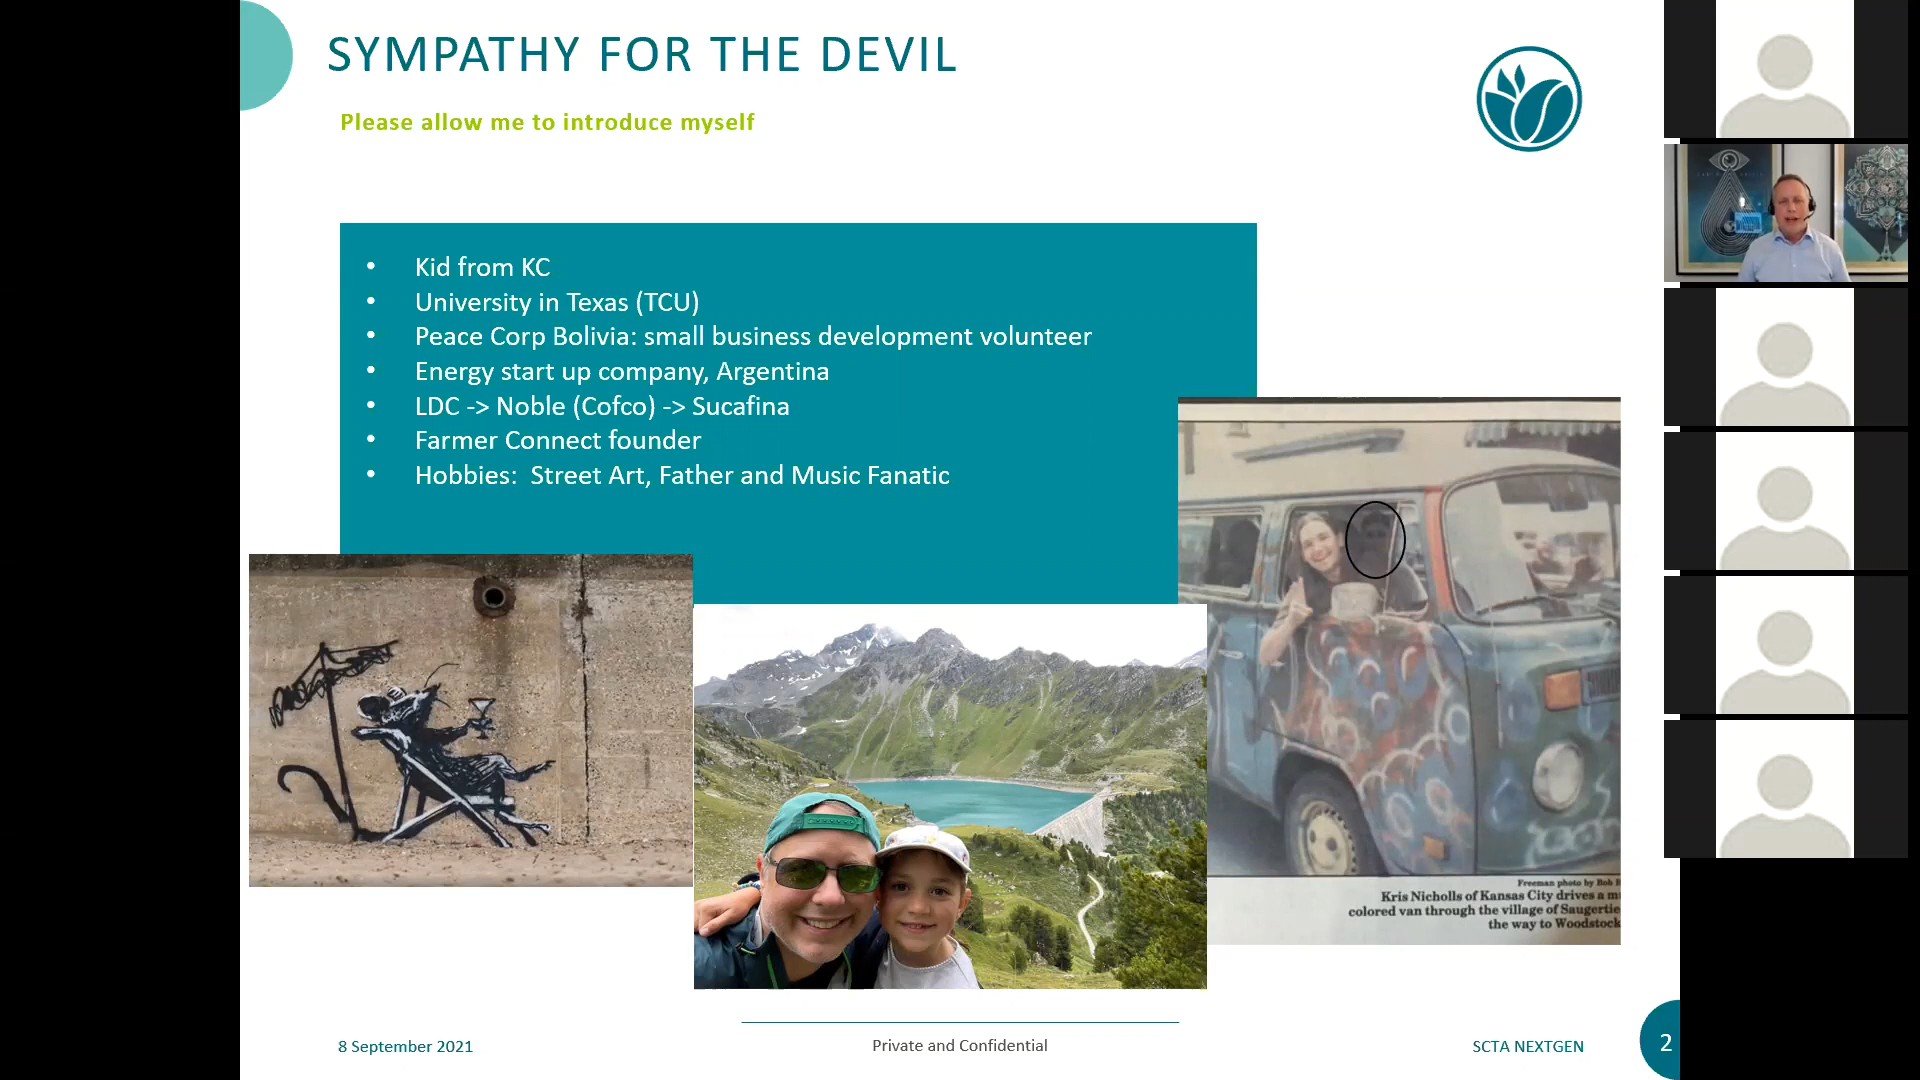 SYMPATHY FOR THE DEVIL
Please allow me to introduce myself
• Kid from KC
• University in Texas (TCU)
• Peace Corp Bolivia: small business development volunteer
• Energy start up company, Argentina
• LDC -> Noble (Cofco) -> Sucafina
• Farmer Connect founder
• Hobbies:  Street Art, Father and Music Fanatic
Freeman photo by Bob
Kris Nicholls of Kansas City drives a
colored van through the village of
the way to Woodstock
8 September 2021
Private and Confidential
SCTA NEXTGEN
2